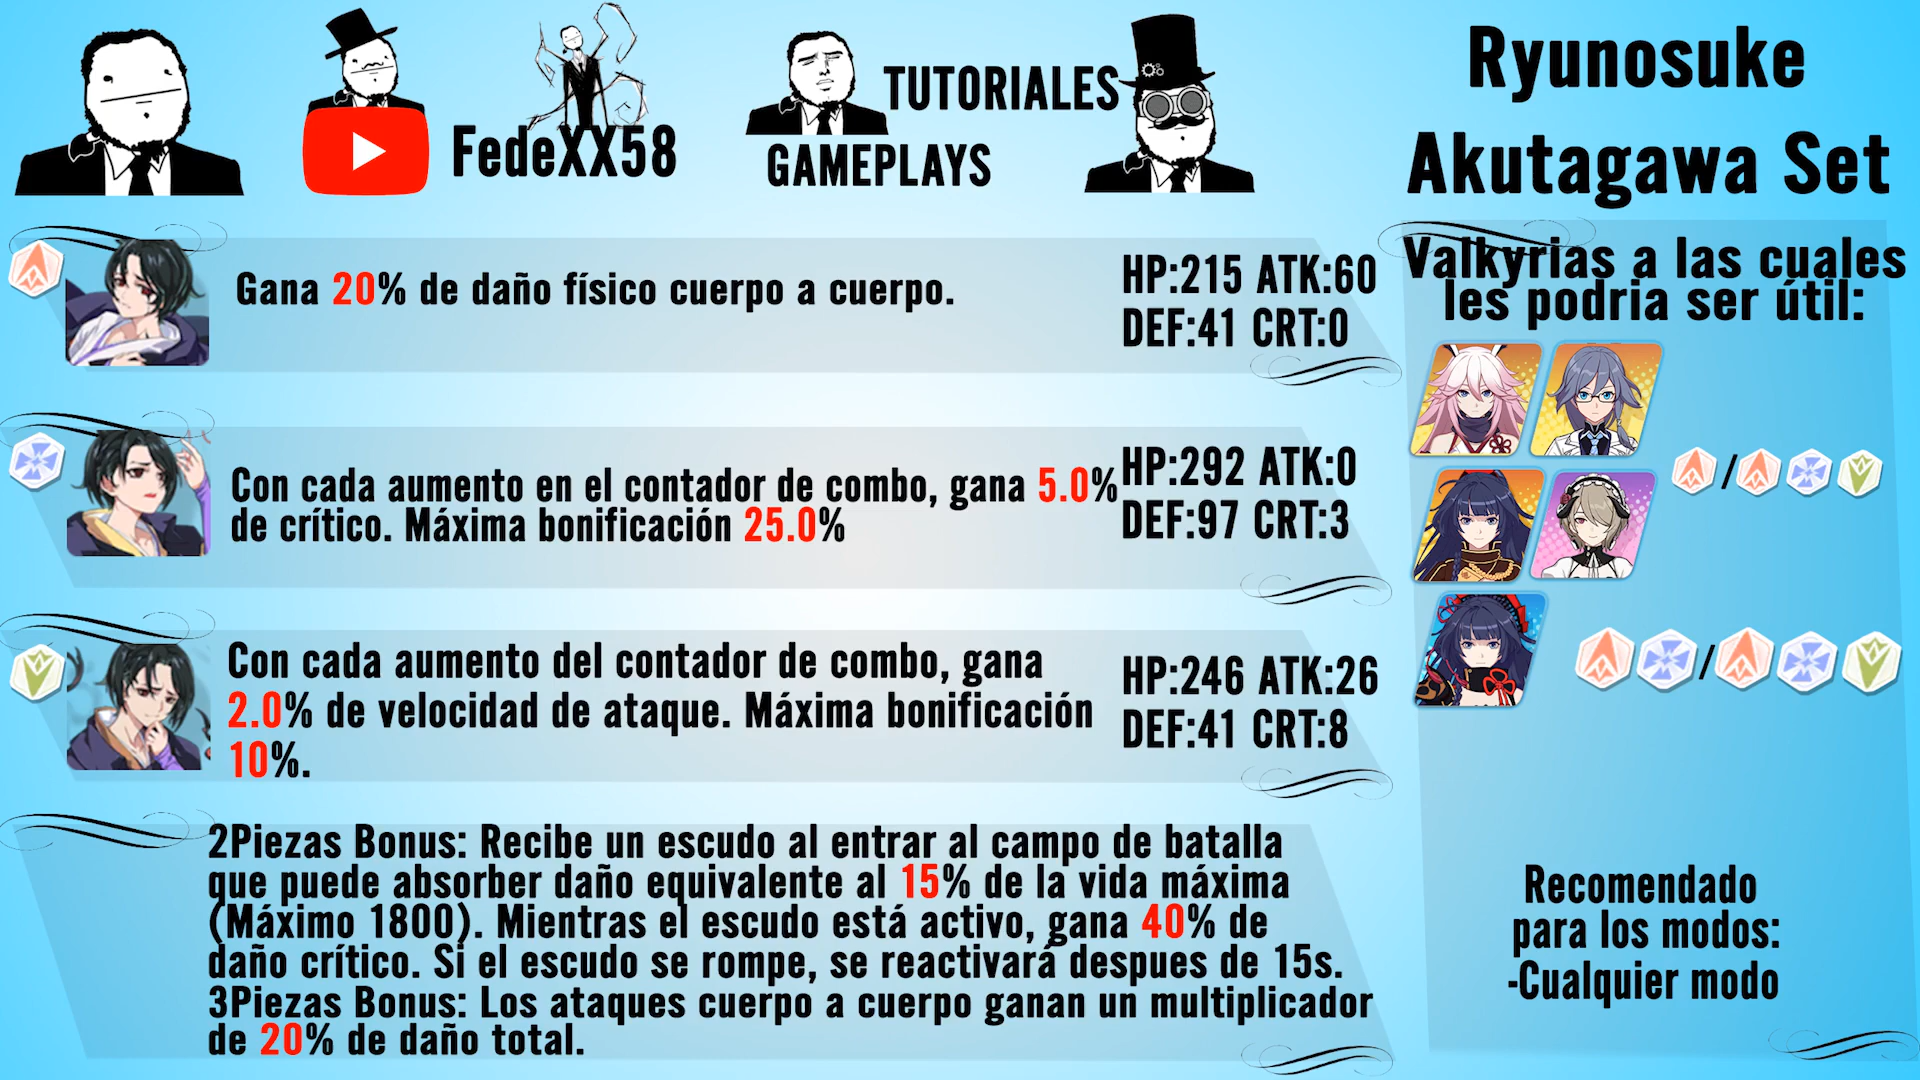 FedeXX58
TUTORIALES
GAMEPLAYS
Ryunosuke
Akutagawa Set
Gana 20% de daño físico cuerpo a cuerpo.
HP:215 ATK:60
DEF:41 CRT:0
Con cada aumento en el contador de combo, gana 5.0%
de crítico. Máxima bonificación 25.0%
HP:292 ATK:0
DEF:97 CRT:3
Con cada aumento del contador de combo, gana
2.0% de velocidad de ataque. Máxima bonificación
10%.
HP:246 ATK:26
DEF:41 CRT:8
2Piezas Bonus: Recibe un escudo al entrar al campo de batalla
que puede absorber daño equivalente al 15% de la vida máxima
(Máximo 1800). Mientras el escudo está activo, gana 40% de
daño crítico. Si el escudo se rompe, se reactivará despues de 15s.
3Piezas Bonus: Los ataques cuerpo a cuerpo ganan un multiplicador
de 20% de daño total.
Valkyrias a las cuales
les podria ser útil:
/
/
Recomendado
para los modos:
-Cualquier modo